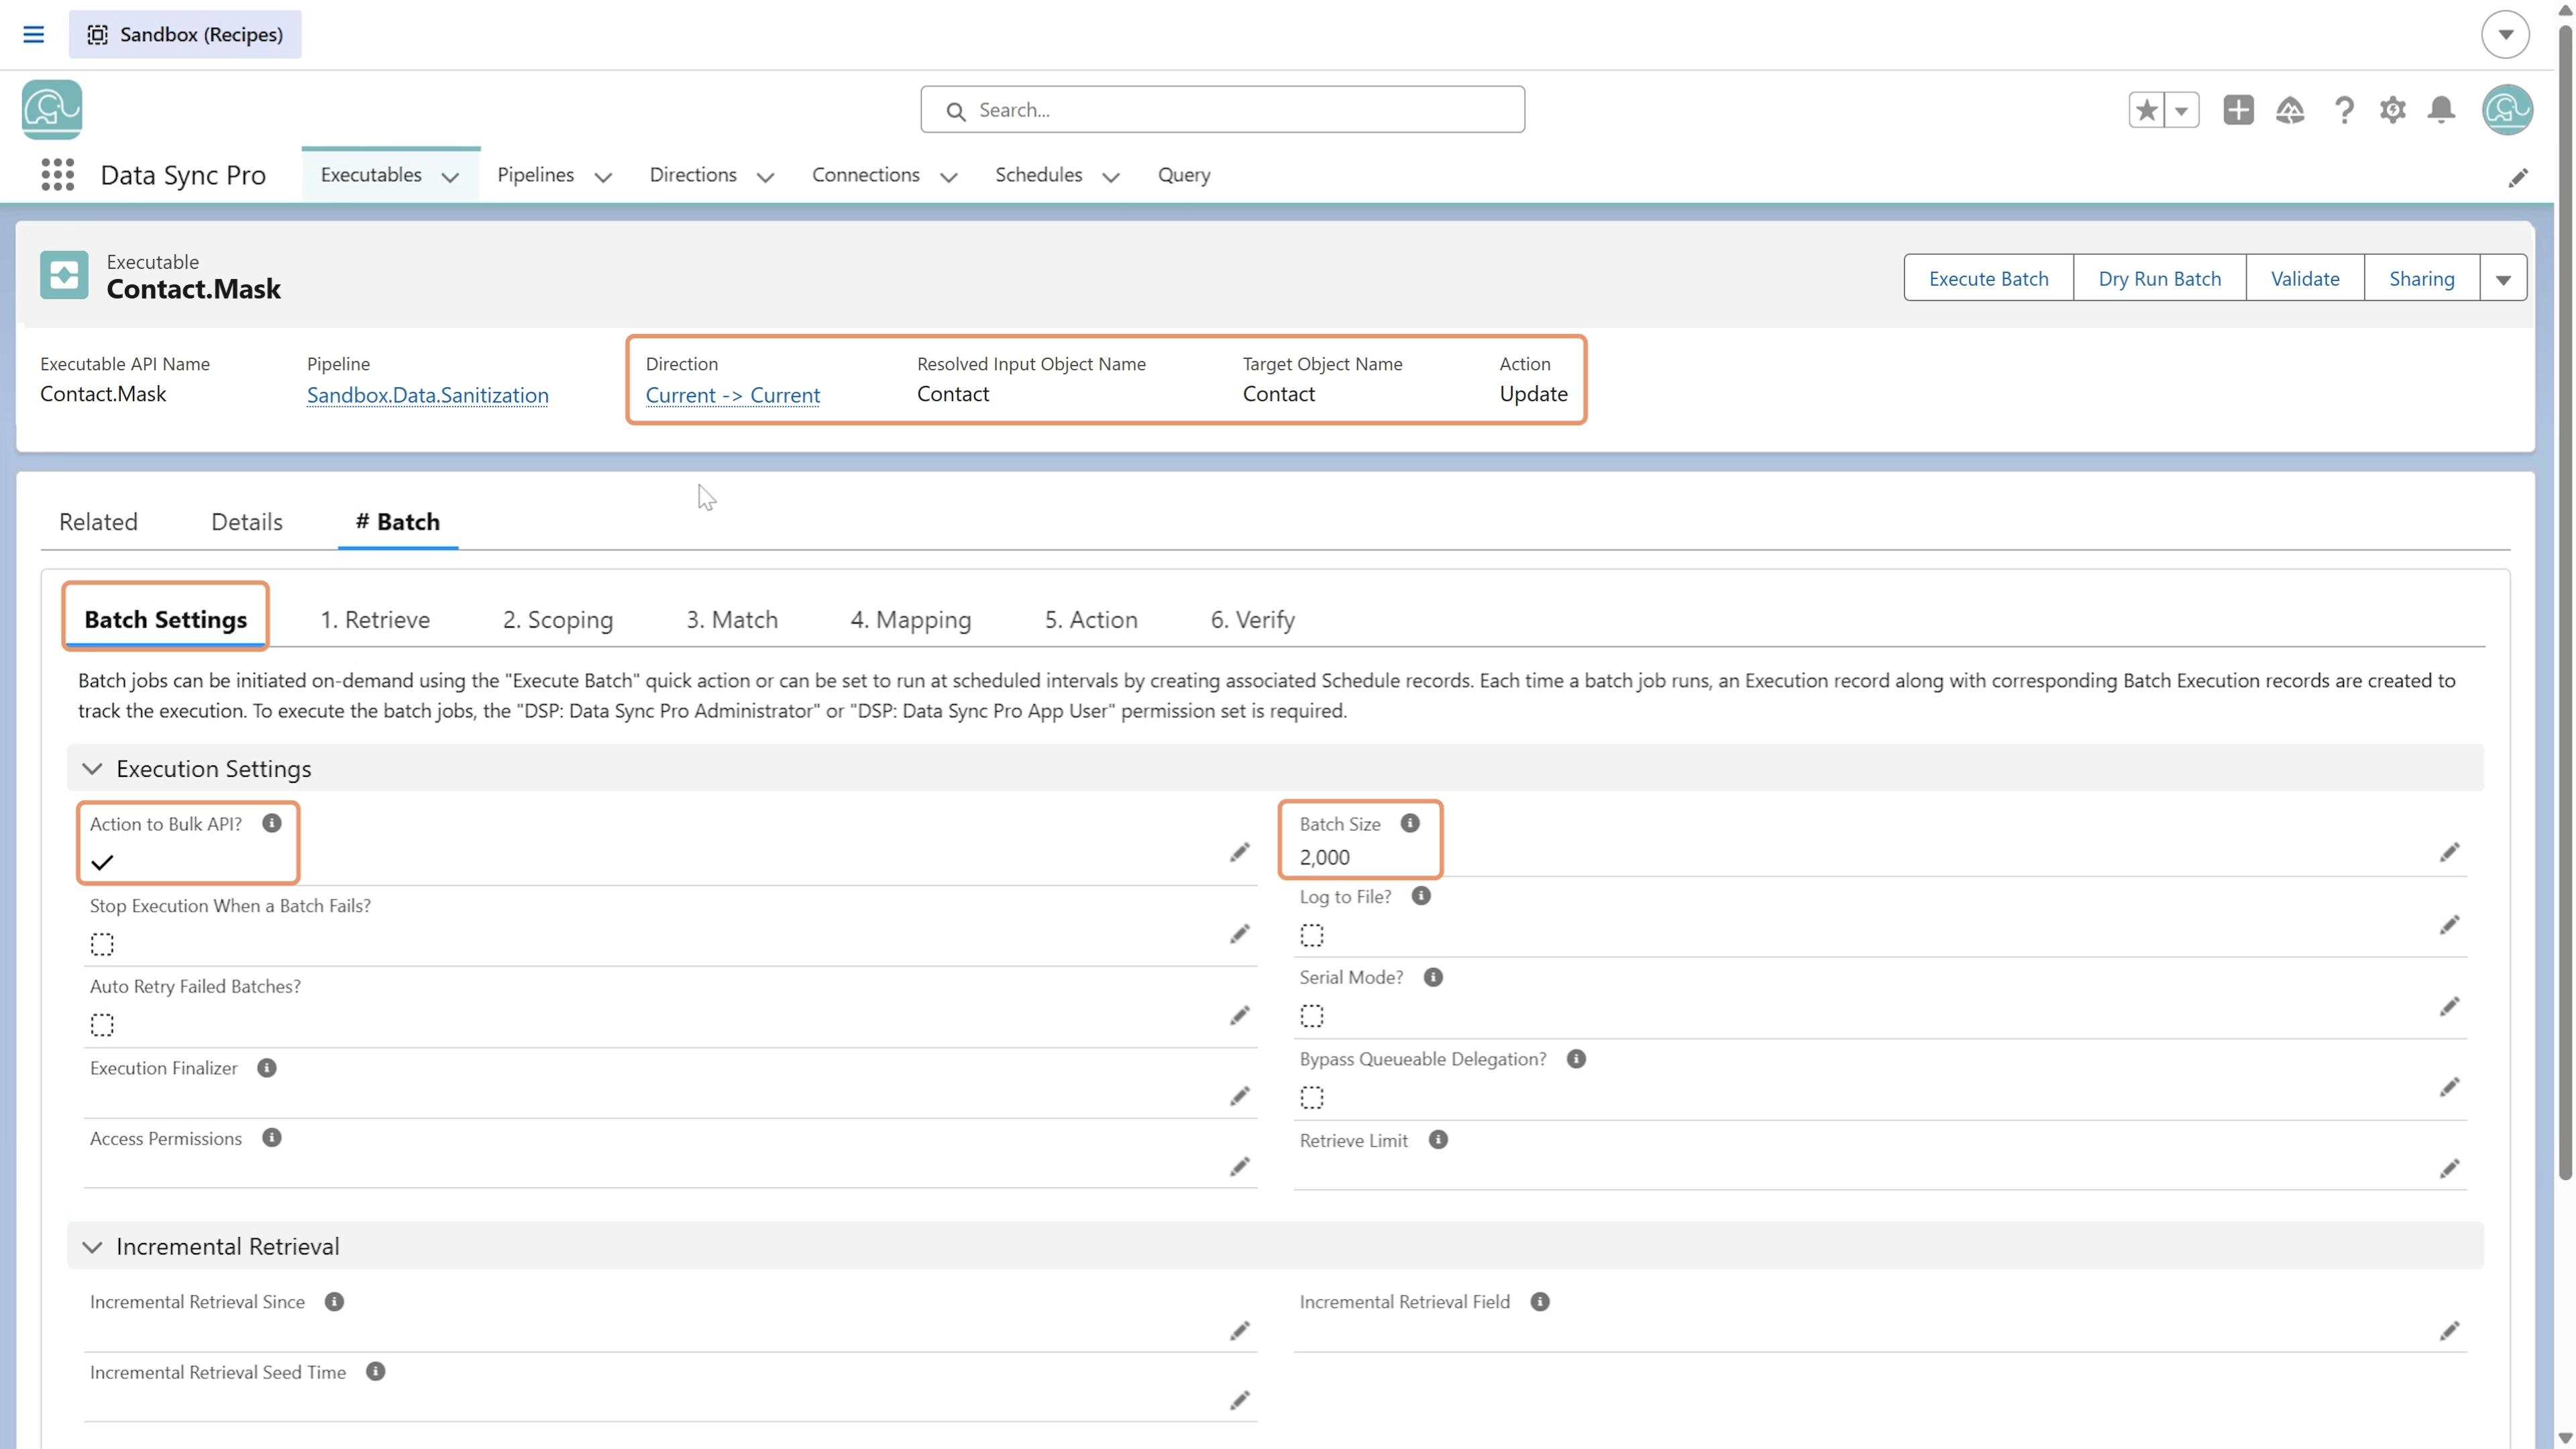 Sandbox (Recipes)
Search...
Data Sync Pro
Executables
Pipelines
Directions
Connections
Schedules
Query
Executable
Contact.Mask
Execute Batch
Dry Run Batch
Validate
Sharing
Executable API Name
Contact.Mask
Pipeline
Sandbox.Data.Sanitization
Direction
Current -> Current
Resolved Input Object Name
Contact
Target Object Name
Contact
Action
Update
Related
Details
# Batch
Batch Settings
1. Retrieve
2. Scoping
3. Match
4. Mapping
5. Action
6. Verify
Batch jobs can be initiated on-demand using the "Execute Batch" quick action or can be set to run at scheduled intervals by creating associated Schedule records. Each time a batch job runs, an Execution record along with corresponding Batch Execution records are created to
track the execution. To execute the batch jobs, the "DSP: Data Sync Pro Administrator" or "DSP: Data Sync Pro App User" permission set is required.
Execution Settings
Action to Bulk API?
Batch Size
2,000
Stop Execution When a Batch Fails?
Log to File?
Auto Retry Failed Batches?
Serial Mode?
Execution Finalizer
Bypass Queueable Delegation?
Access Permissions
Retrieve Limit
Incremental Retrieval
Incremental Retrieval Since
Incremental Retrieval Field
Incremental Retrieval Seed Time